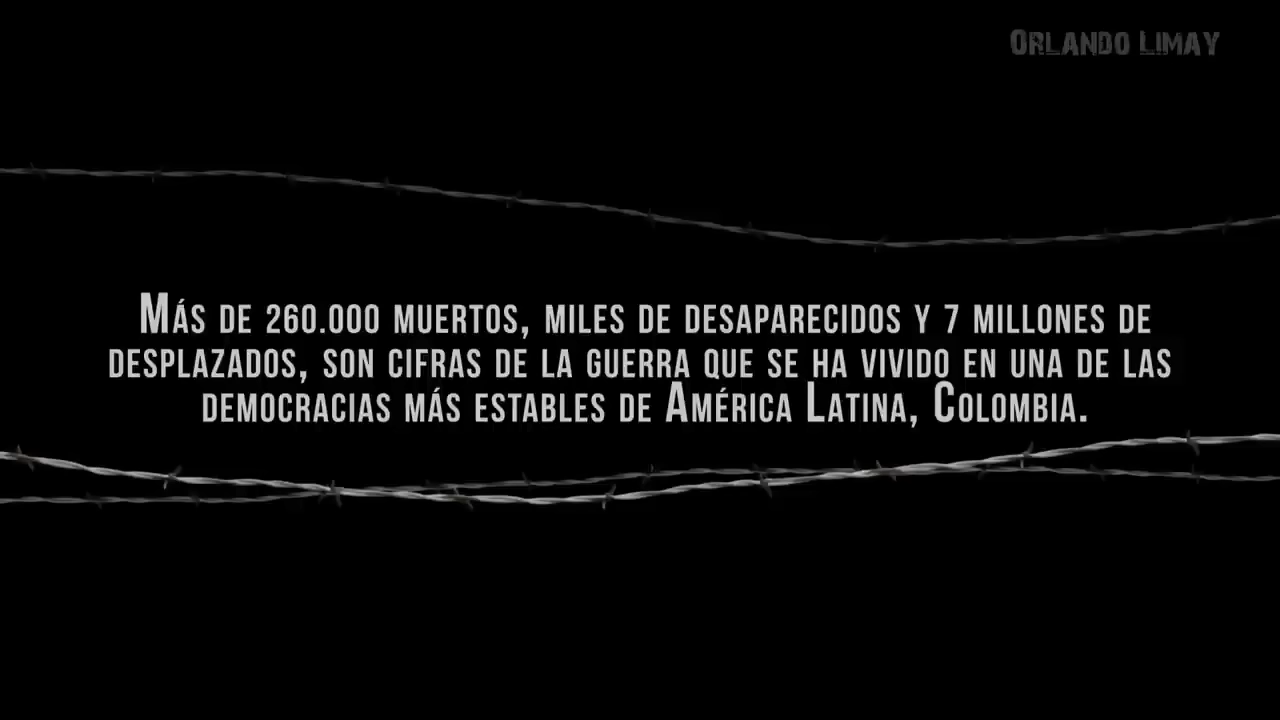 Orlando Limay
Más de 260.000 muertos, miles de desaparecidos y 7 millones de
desplazados, son cifras de la guerra que se ha vivido en una de las
democracias más estables de América Latina, Colombia.